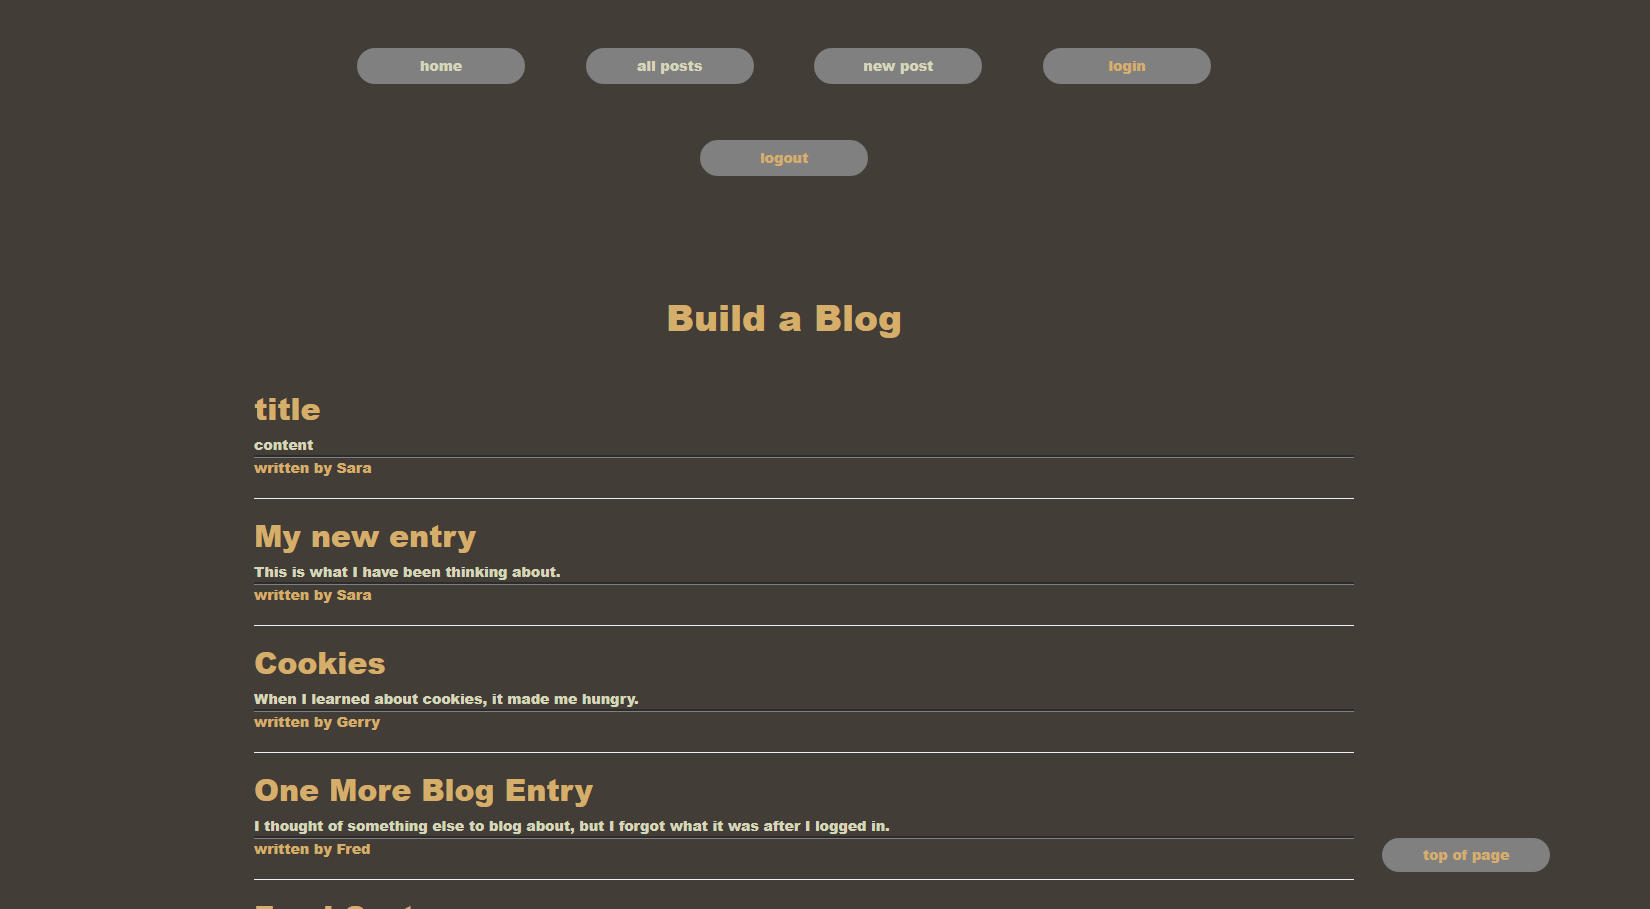 home all posts new post login
logout
Build a Blog
title
content
written by Sara
My new entry
This is what I have been thinking about.
written by Sara
Cookies
When I learned about cookies, it made me hungry.
written by Gerry
One More Blog Entry
I thought of something else to blog about, but I forgot what it was after I logged in.
written by Fred
top of page